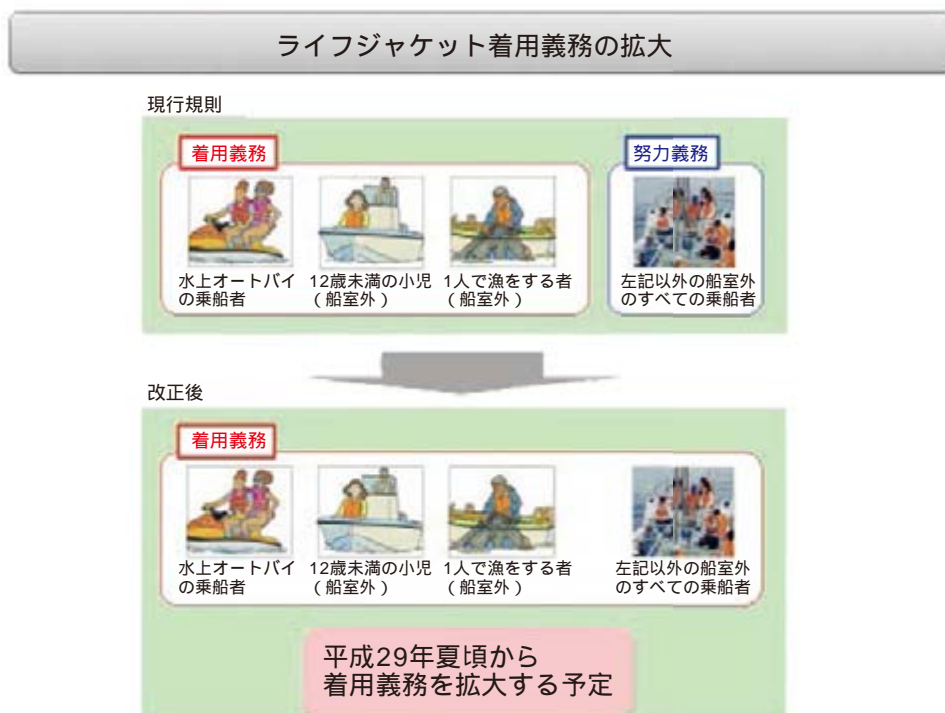 ライフジャケット着用義務の拡大
現行規則
着用義務
努力義務
水上オートバイ
の乗船者
12歳未満の小児
(船室外)
1人で漁をする者
(船室外)
左記以外の船室外
のすべての乗船者
改正後
着用義務
水上オートバイ
の乗船者
12歳未満の小児
(船室外)
1人で漁をする者
(船室外)
左記以外の船室外
のすべての乗船者
平成29年夏頃から
着用義務を拡大する予定